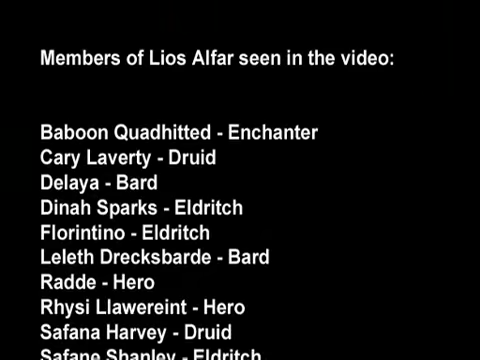 Members of Lios Alfar seen in the video:
Baboon Quadhitted - Enchanter
Cary Laverty - Druid
Delaya - Bard
Dinah Sparks - Eldritch
Florintino - Eldritch
Leleth Drecksbarde - Bard
Radde - Hero
Rhysi Llawereint - Hero
Safana Harvey - Druid
Safane Shanley - Eldritch